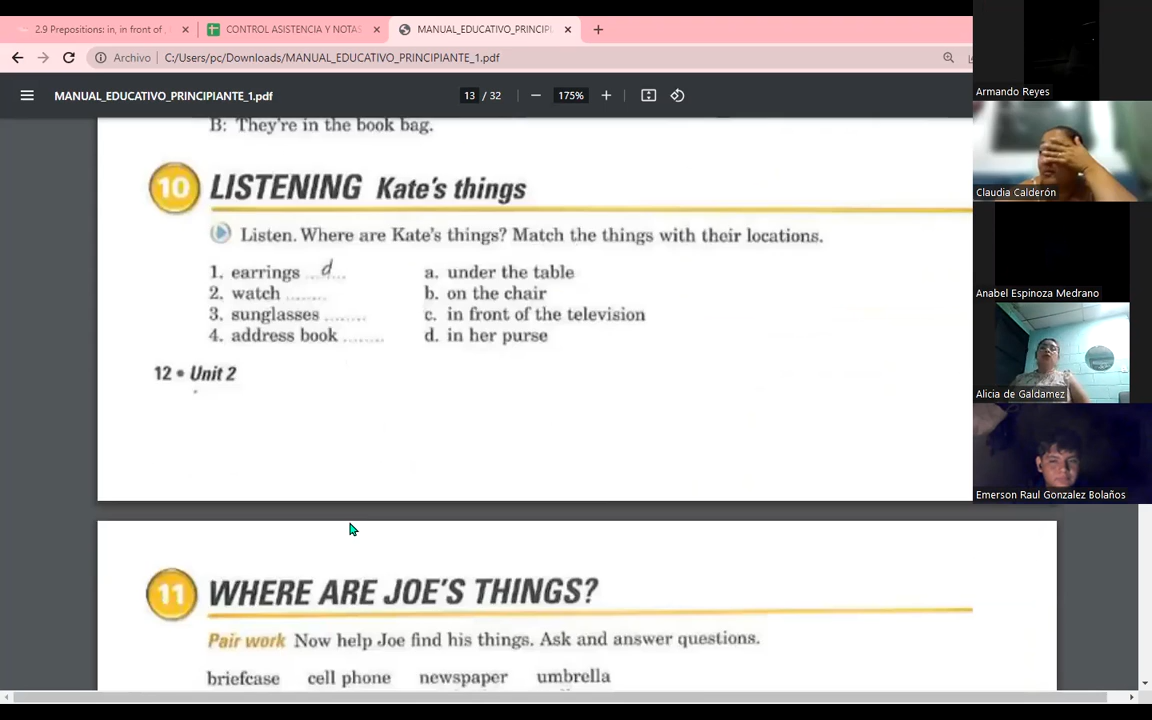 2.9 Prepositions: in, in front of
CONTROL ASISTENCIA Y NOTAS
MANUAL_EDUCATIVO_PRINCIPI
Archivo
C:/Users/pc/Downloads/MANUAL_EDUCATIVO_PRINCIPIANTE_1.pdf
MANUAL_EDUCATIVO_PRINCIPIANTE_1.pdf
13 / 32
175%
B: They're in the book bag.
10 LISTENING Kate's things
Listen. Where are Kate's things? Match the things with their locations.
1. earrings d a. under the table
2. watch ........ b. on the chair
3. sunglasses ........ c. in front of the television
4. address book ........ d. in her purse
12 • Unit 2
11 WHERE ARE JOE'S THINGS?
Pair work Now help Joe find his things. Ask and answer questions.
briefcase cell phone newspaper umbrella
Armando Reyes
Claudia Calderón
Anabel Espinoza Medrano
Alicia de Galdamez
Emerson Raul Gonzalez Bolaños